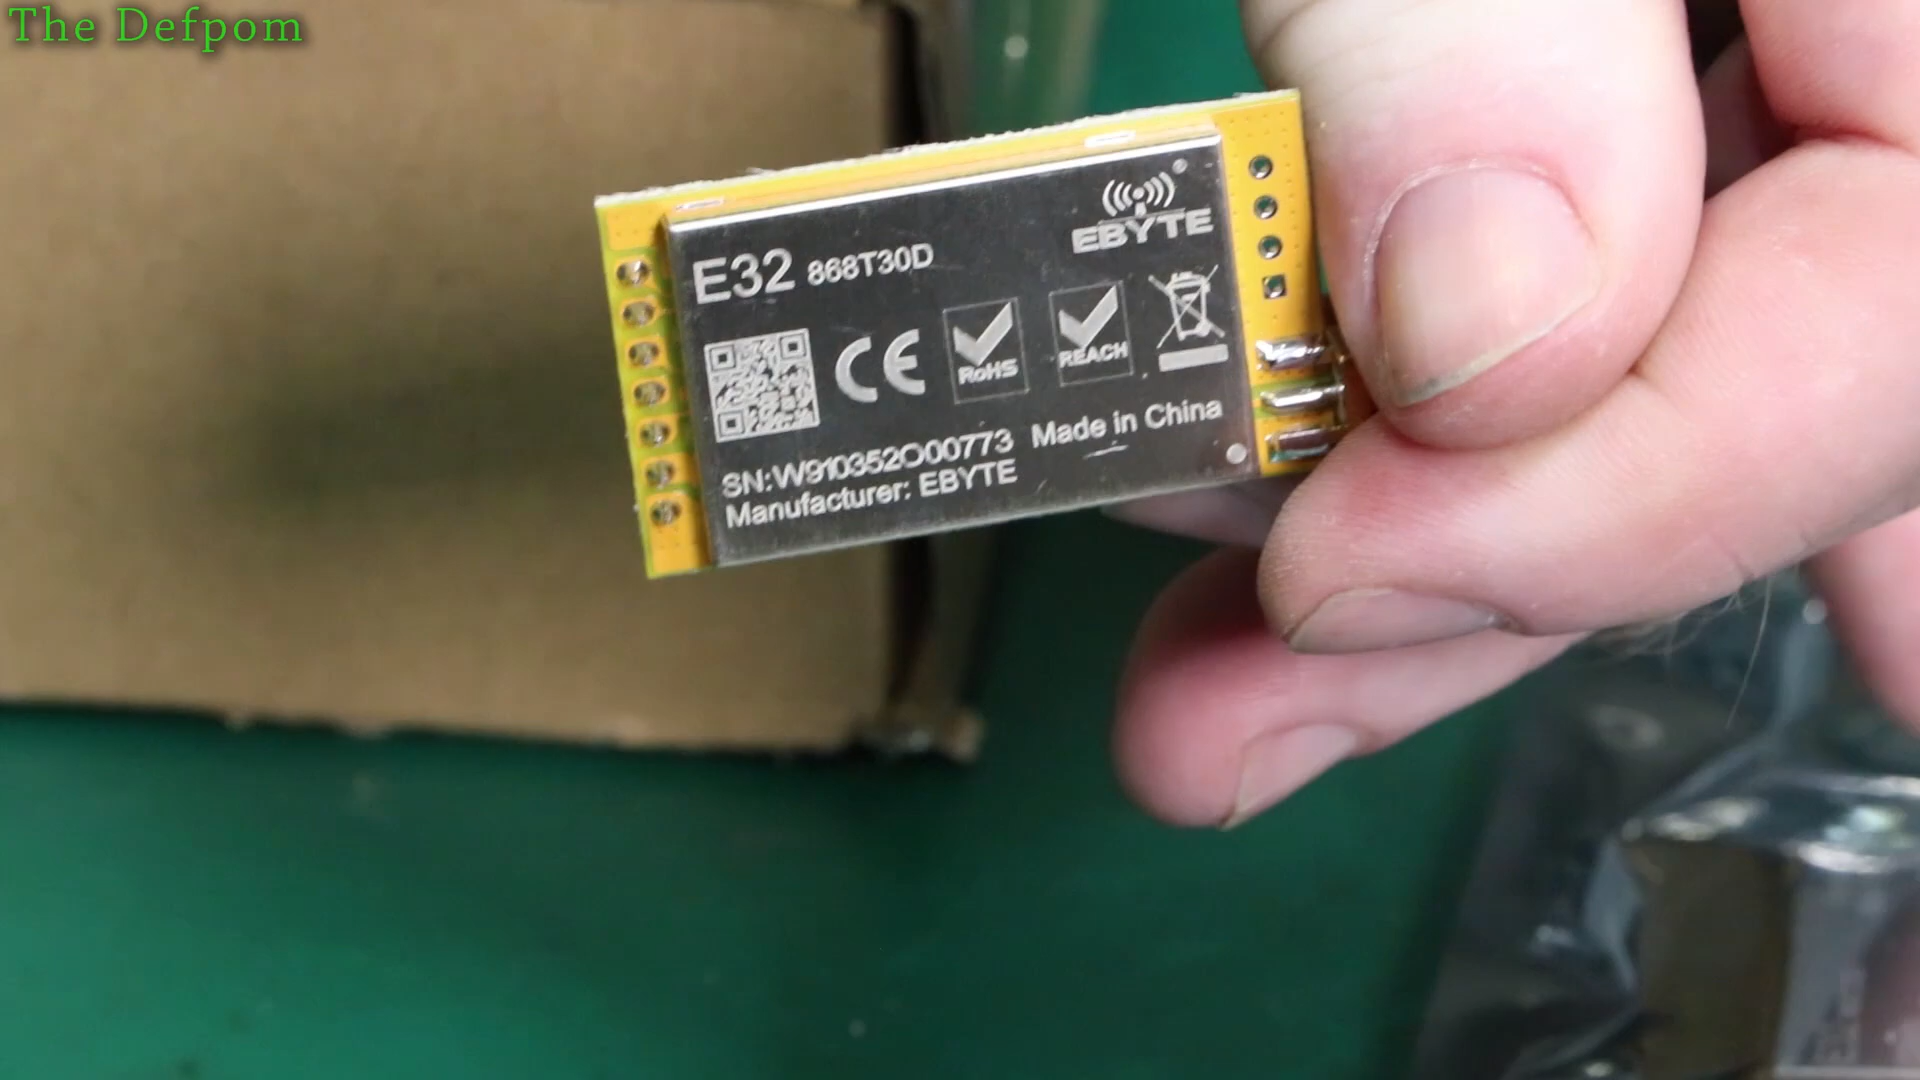 The Defpom
EBYTE
E32 868T30D
CE
RoHS
REACH
SN:W910352O00773 Made in China
Manufacturer: EBYTE